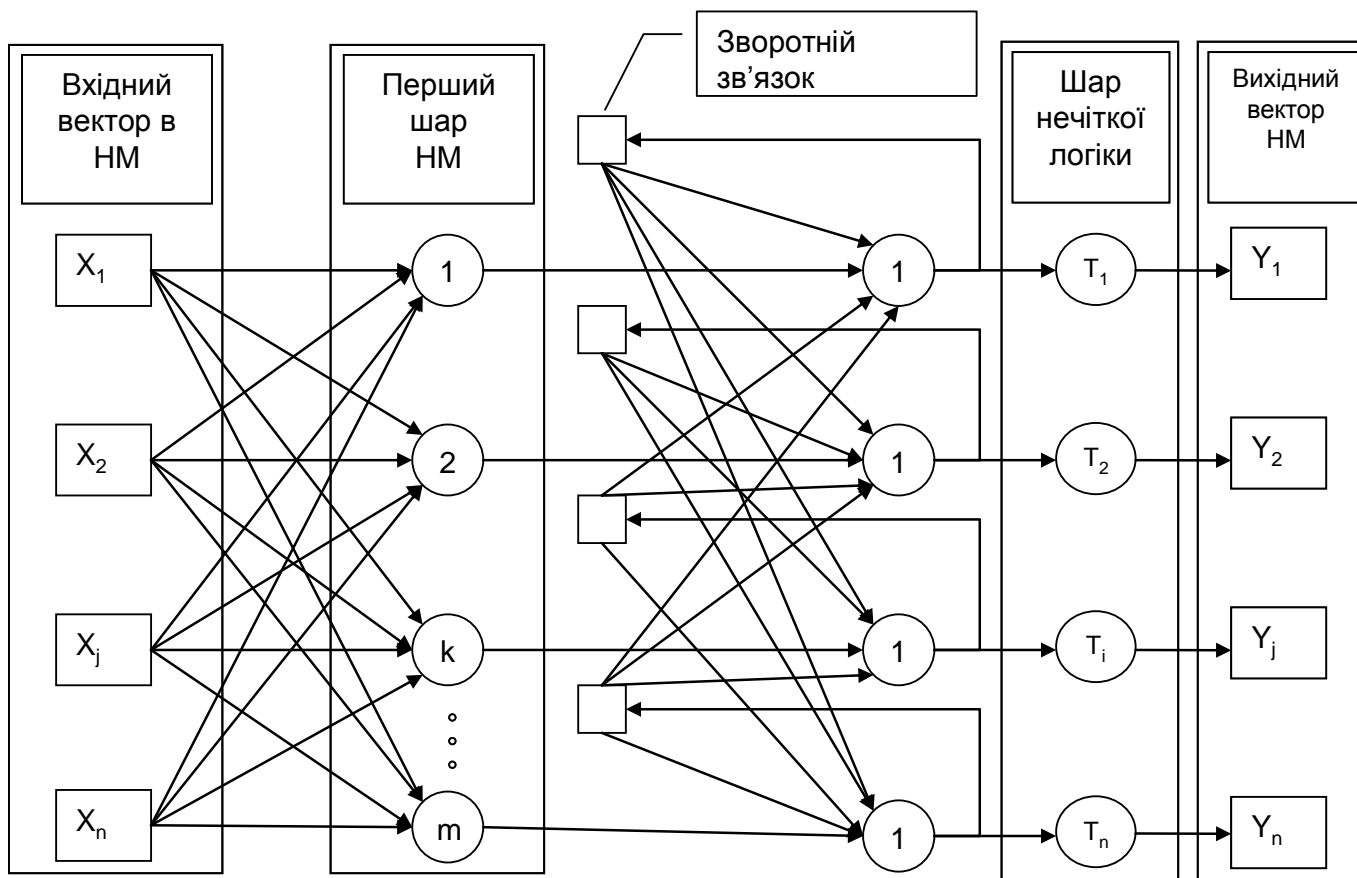 Зворотній
зв’язок
Вхідний
вектор в
НМ
Перший
шар
НМ
Шар
нечіткої
логіки
Вихідний
вектор
НМ
X1
1
1
T1
Y1
X2
2
1
T2
Y2
Xj
k
1
Ti
Yj
Xn
m
1
Tn
Yn